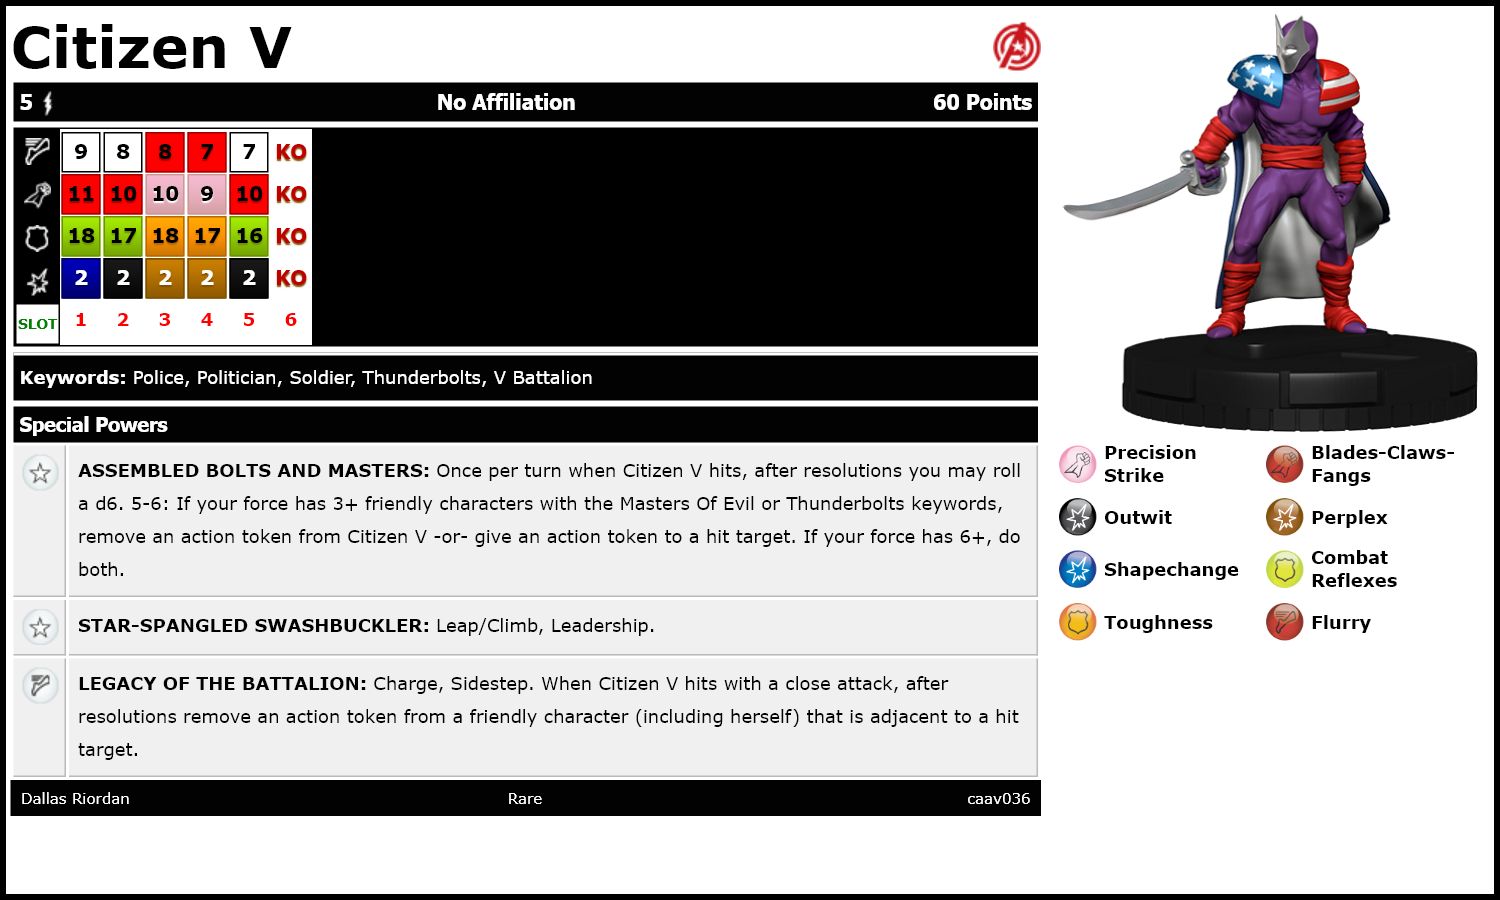 Citizen V
5 No Affiliation 60 Points
9 8 8 7 7 KO
11 10 10 9 10 KO
18 17 18 17 16 KO
2 2 2 2 2 KO
SLOT 1 2 3 4 5 6
Keywords: Police, Politician, Soldier, Thunderbolts, V Battalion
Special Powers
ASSEMBLED BOLTS AND MASTERS: Once per turn when Citizen V hits, after resolutions you may roll
a d6. 5-6: If your force has 3+ friendly characters with the Masters Of Evil or Thunderbolts keywords,
remove an action token from Citizen V -or- give an action token to a hit target. If your force has 6+, do
both.
STAR-SPANGLED SWASHBUCKLER: Leap/Climb, Leadership.
LEGACY OF THE BATTALION: Charge, Sidestep. When Citizen V hits with a close attack, after
resolutions remove an action token from a friendly character (including herself) that is adjacent to a hit
target.
Dallas Riordan Rare caav036
Precision
Strike
Blades-Claws-
Fangs
Outwit
Perplex
Shapechange
Combat
Reflexes
Toughness
Flurry